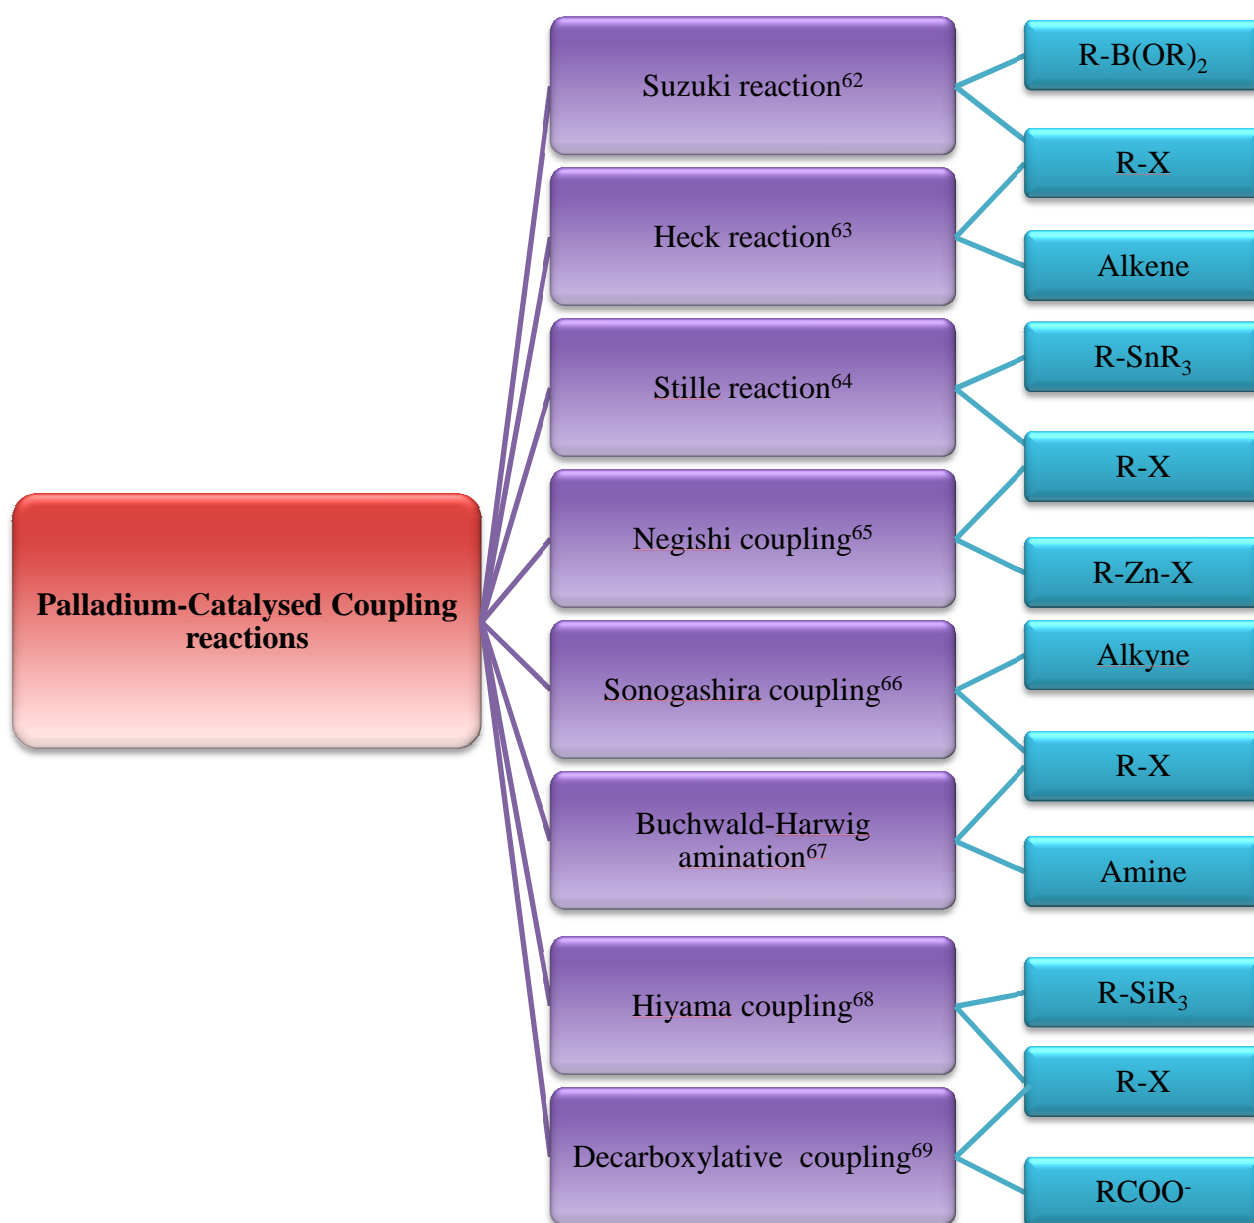 Palladium-Catalysed Coupling
reactions
Suzuki reaction⁶²
R-B(OR)₂
R-X
Heck reaction⁶³
Alkene
Stille reaction⁶⁴
R-SnR₃
R-X
Negishi coupling⁶⁵
R-Zn-X
Sonogashira coupling⁶⁶
Alkyne
R-X
Buchwald-Harwig
amination⁶⁷
Amine
Hiyama coupling⁶⁸
R-SiR₃
R-X
Decarboxylative coupling⁶⁹
RCOO⁻